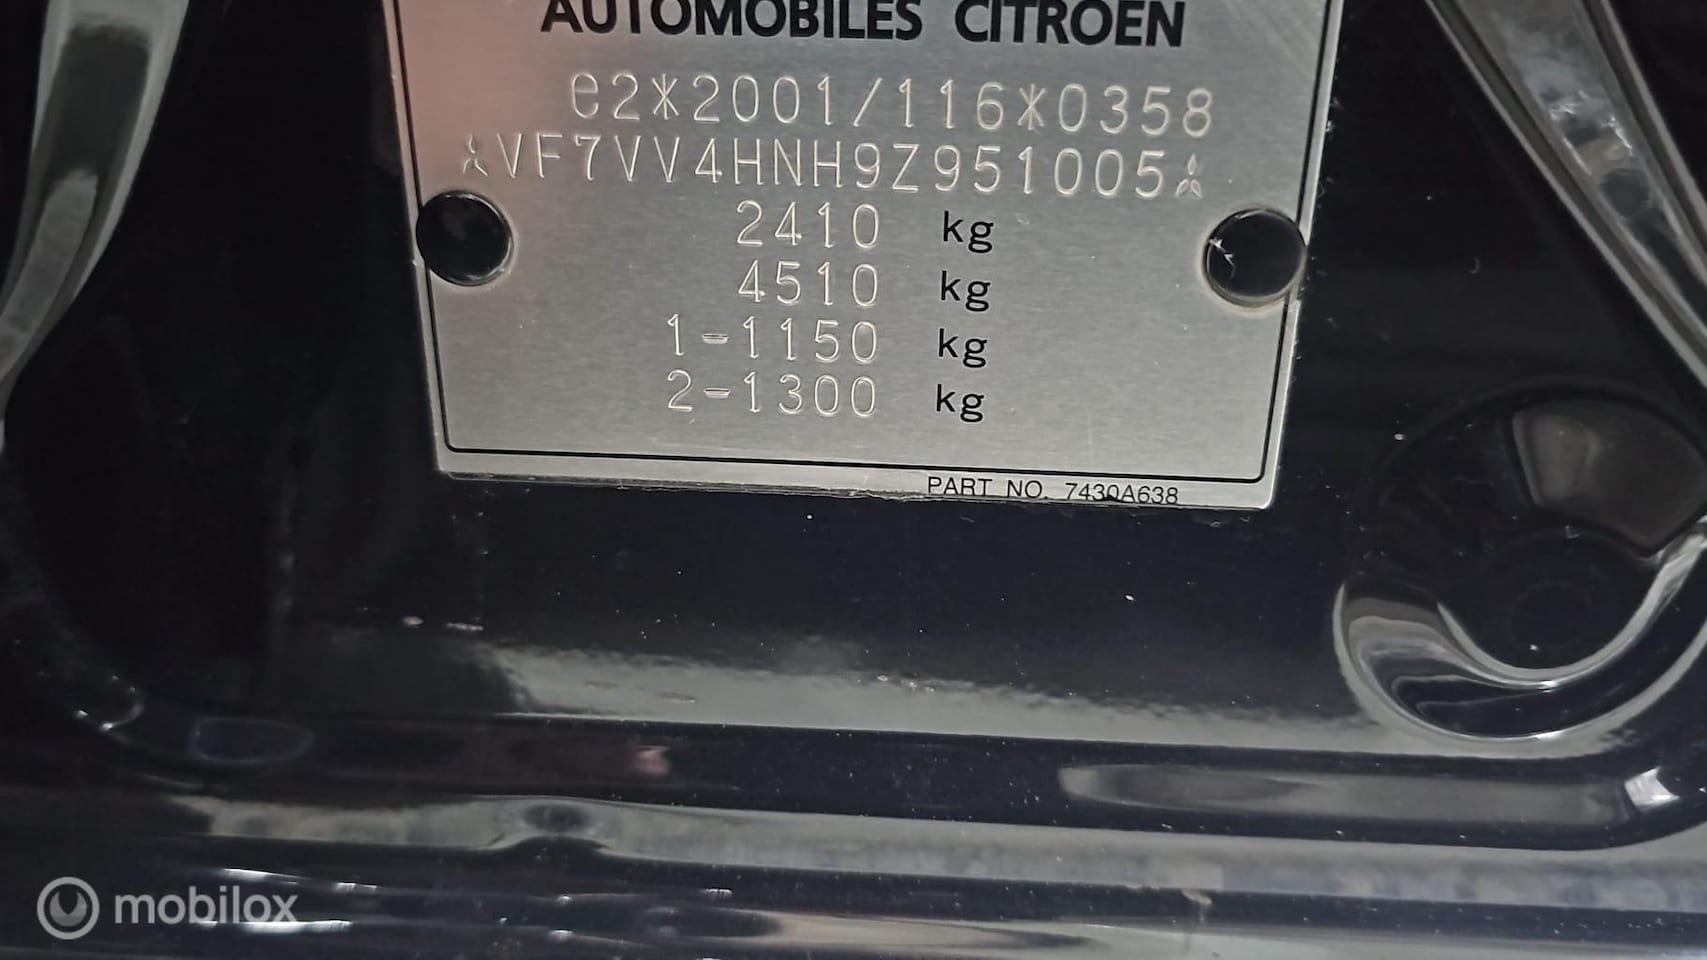 AUTOMOBILES CITROËN
e2*2001/116*0358
VF7VV4HNH9Z951005
2410 kg
4510 kg
1-1150 kg
2-1300 kg
PART NO. 7430A638
mobilox